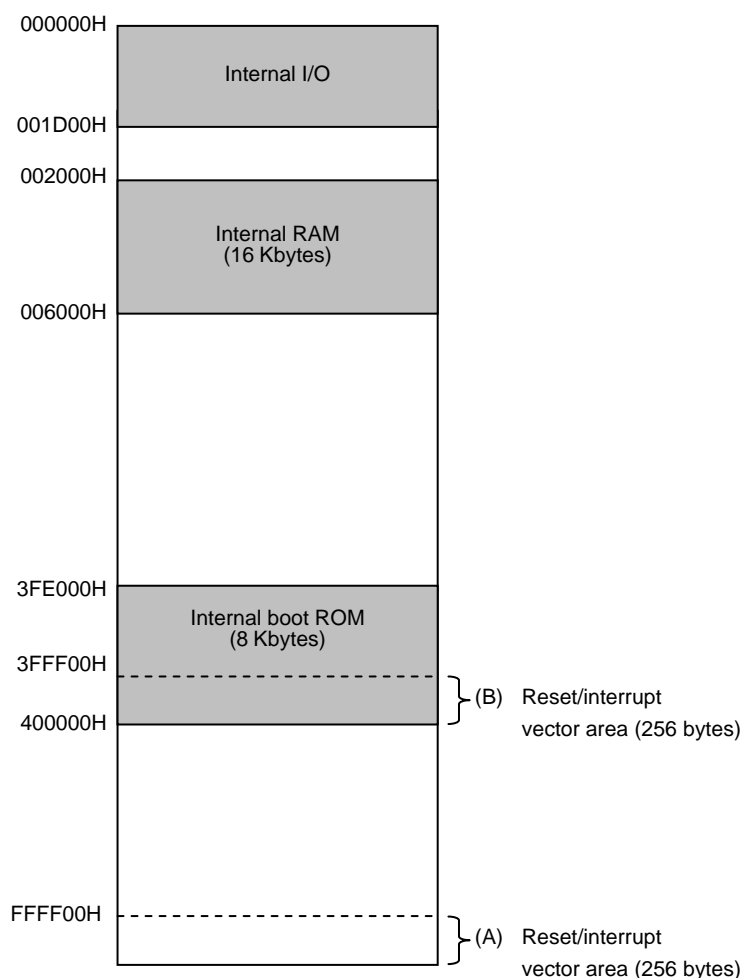 000000H
Internal I/O
001D00H
002000H
Internal RAM
(16 Kbytes)
006000H
3FE000H
Internal boot ROM
(8 Kbytes)
3FFF00H
(B) Reset/interrupt
vector area (256 bytes)
400000H
FFFF00H
(A) Reset/interrupt
vector area (256 bytes)